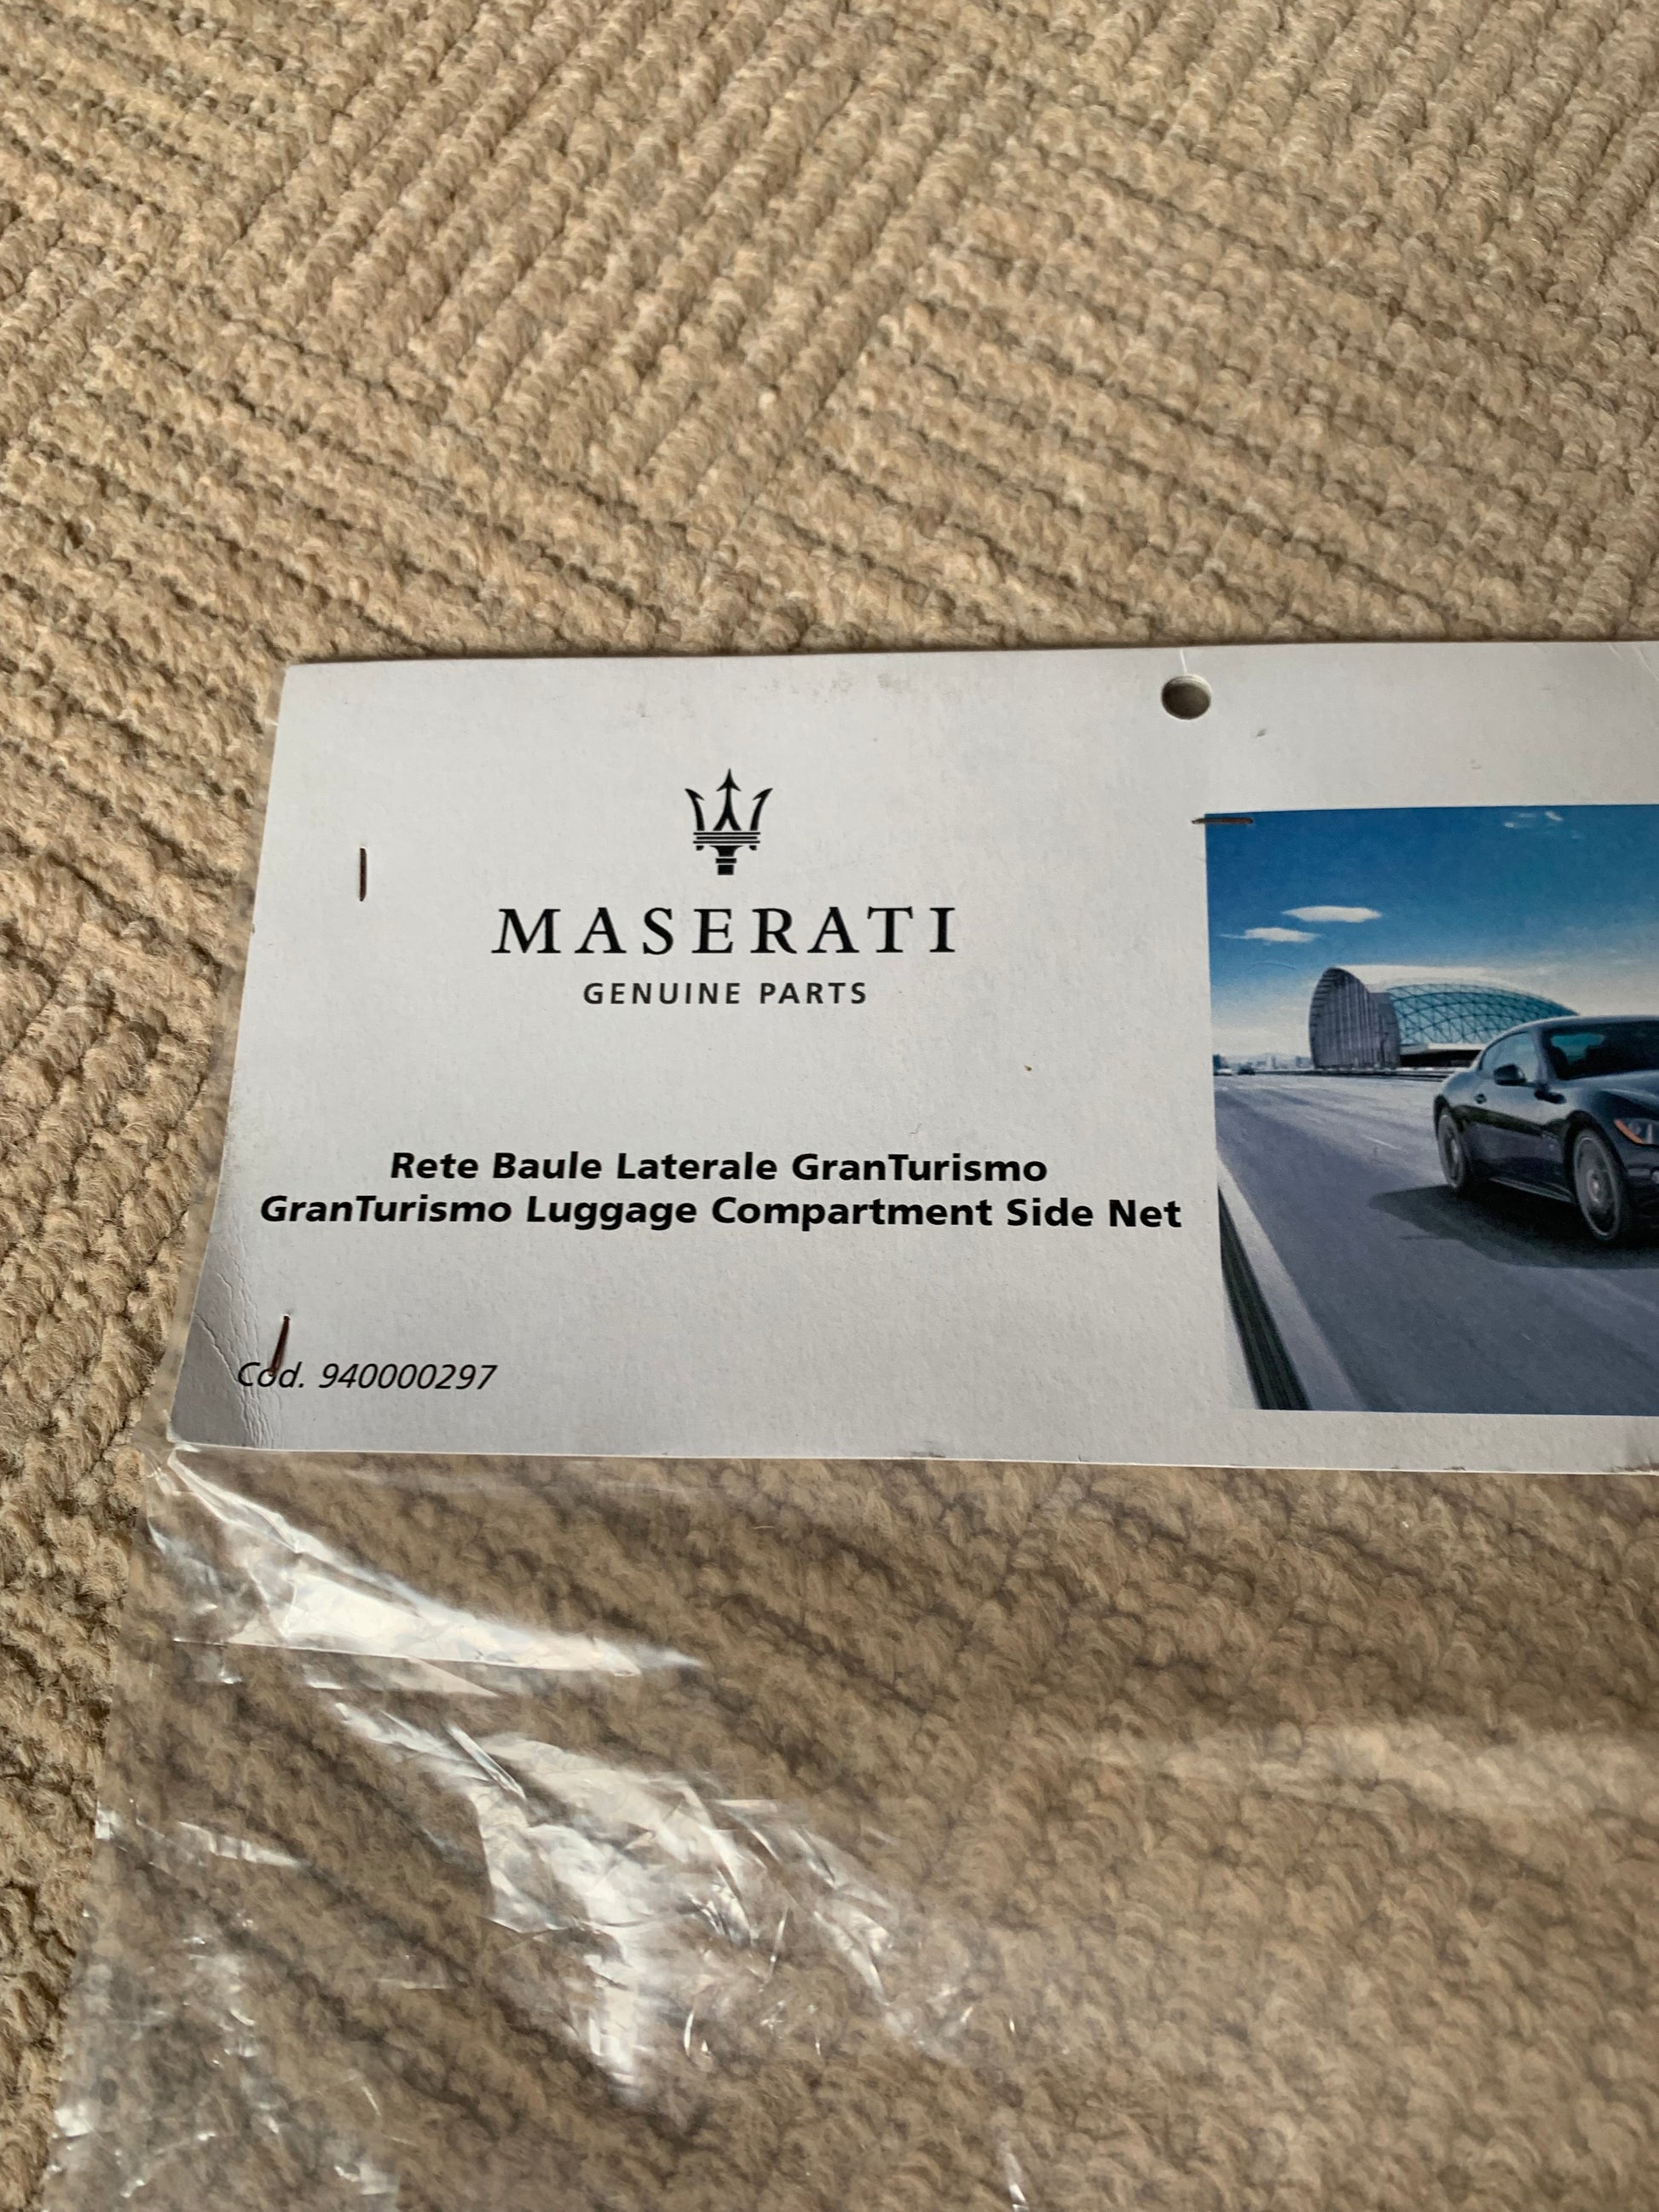 MASERATI
GENUINE PARTS
Rete Baule Laterale GranTurismo
GranTurismo Luggage Compartment Side Net
Cod. 940000297